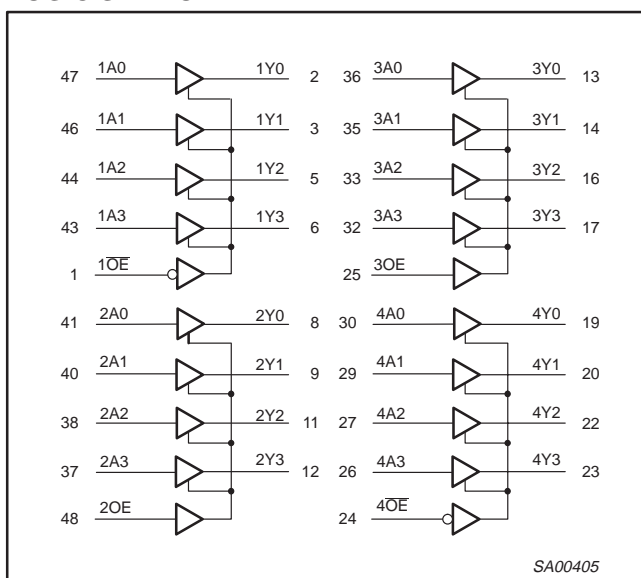 47 1A0 1Y0 2 36 3A0 3Y0 13
46 1A1 1Y1 3 35 3A1 3Y1 14
44 1A2 1Y2 5 33 3A2 3Y2 16
43 1A3 1Y3 6 32 3A3 3Y3 17
1 1O̅E̅ 25 3OE
41 2A0 2Y0 8 30 4A0 4Y0 19
40 2A1 2Y1 9 29 4A1 4Y1 20
38 2A2 2Y2 11 27 4A2 4Y2 22
37 2A3 2Y3 12 26 4A3 4Y3 23
48 2OE 24 4O̅E̅
SA00405